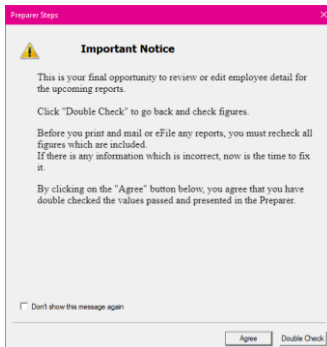 Preparer Steps
Important Notice
This is your final opportunity to review or edit employee detail for
the upcoming reports.
Click "Double Check" to go back and check figures.
Before you print and mail or eFile any reports, you must recheck all
figures which are included.
If there is any information which is incorrect, now is the time to fix
it.
By clicking on the "Agree" button below, you agree that you have
double checked the values passed and presented in the Preparer.
Don't show this message again
Agree Double Check